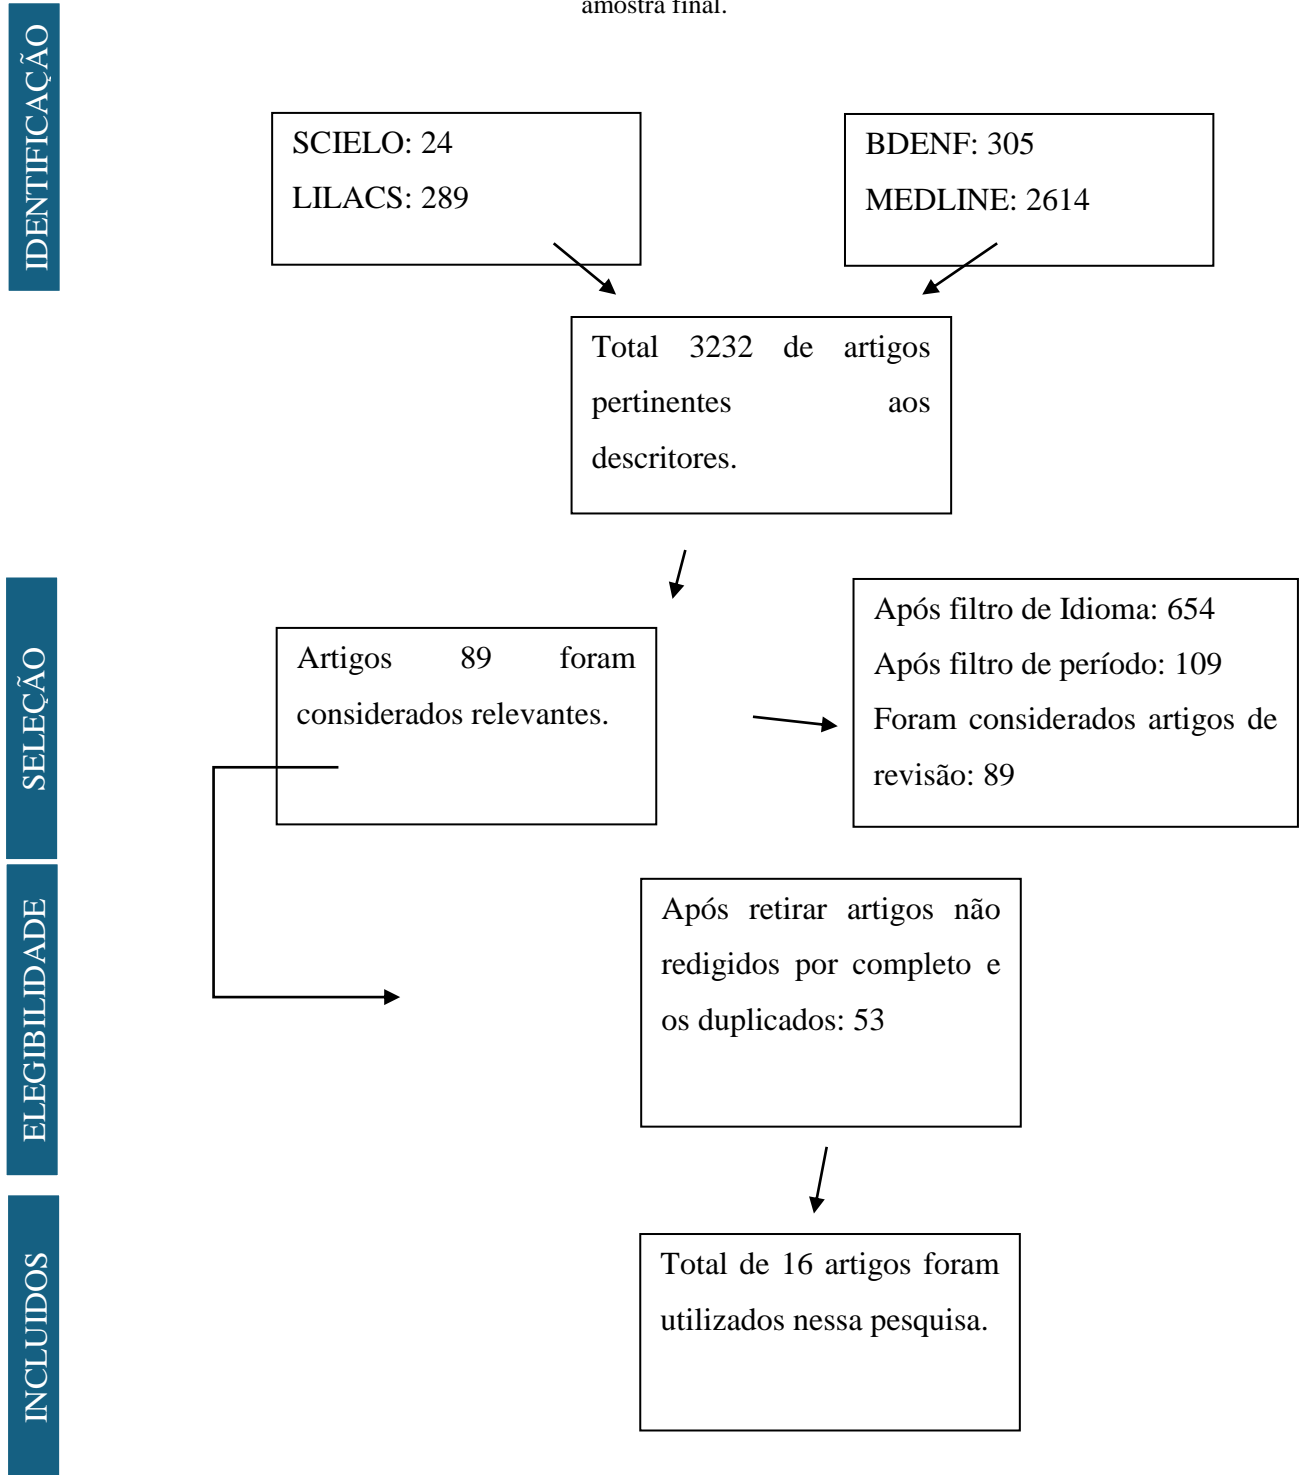 amostra final.
IDENTIFICAÇÃO
SCIELO: 24
LILACS: 289
BDENF: 305
MEDLINE: 2614
Total 3232 de artigos
pertinentes aos
descritores.
SELEÇÃO
Artigos 89 foram
considerados relevantes.
Após filtro de Idioma: 654
Após filtro de período: 109
Foram considerados artigos de
revisão: 89
ELEGIBILIDADE
Após retirar artigos não
redigidos por completo e
os duplicados: 53
INCLUIDOS
Total de 16 artigos foram
utilizados nessa pesquisa.